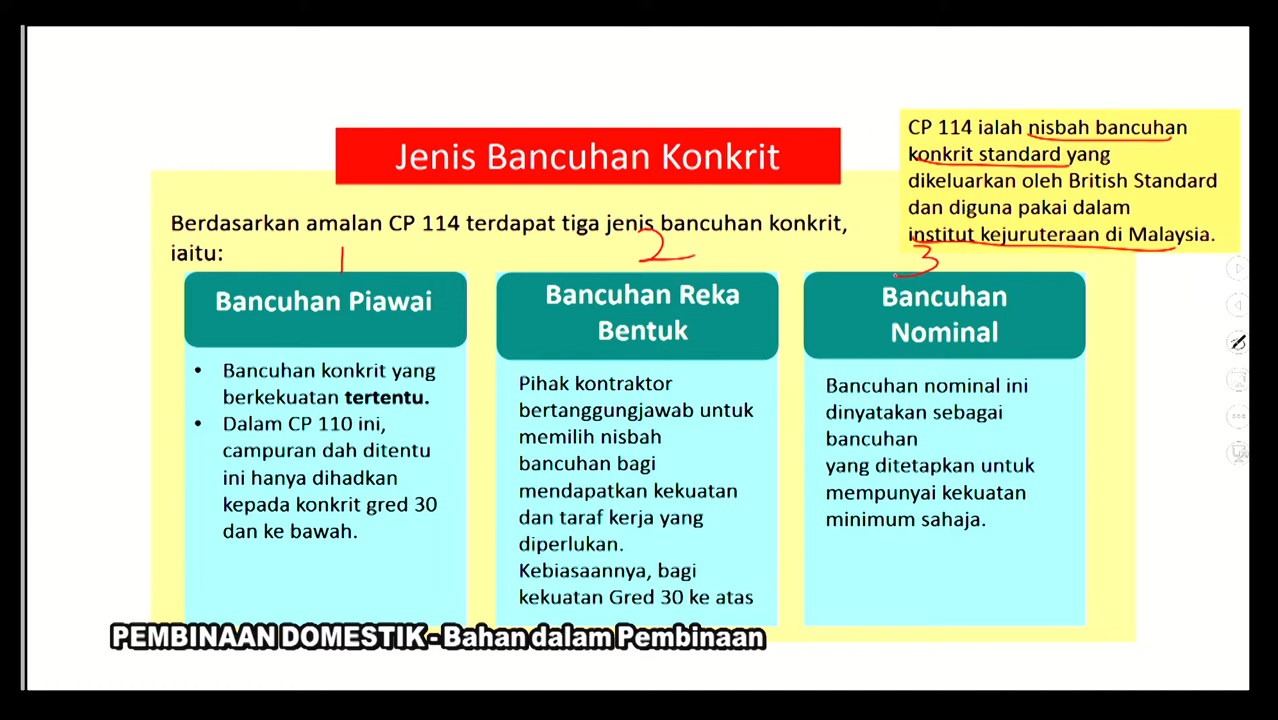 Jenis Bancuhan Konkrit
CP 114 ialah nisbah bancuhan
konkrit standard yang
dikeluarkan oleh British Standard
dan diguna pakai dalam
institut kejuruteraan di Malaysia.
Berdasarkan amalan CP 114 terdapat tiga jenis bancuhan konkrit,
iaitu:
1
Bancuhan Piawai
• Bancuhan konkrit yang
berkekuatan tertentu.
• Dalam CP 110 ini,
campuran dah ditentu
ini hanya dihadkan
kepada konkrit gred 30
dan ke bawah.
2
Bancuhan Reka
Bentuk
Pihak kontraktor
bertanggungjawab untuk
memilih nisbah
bancuhan bagi
mendapatkan kekuatan
dan taraf kerja yang
diperlukan.
Kebiasaannya, bagi
kekuatan Gred 30 ke atas
3
Bancuhan
Nominal
Bancuhan nominal ini
dinyatakan sebagai
bancuhan
yang ditetapkan untuk
mempunyai kekuatan
minimum sahaja.
PEMBINAAN DOMESTIK - Bahan dalam Pembinaan